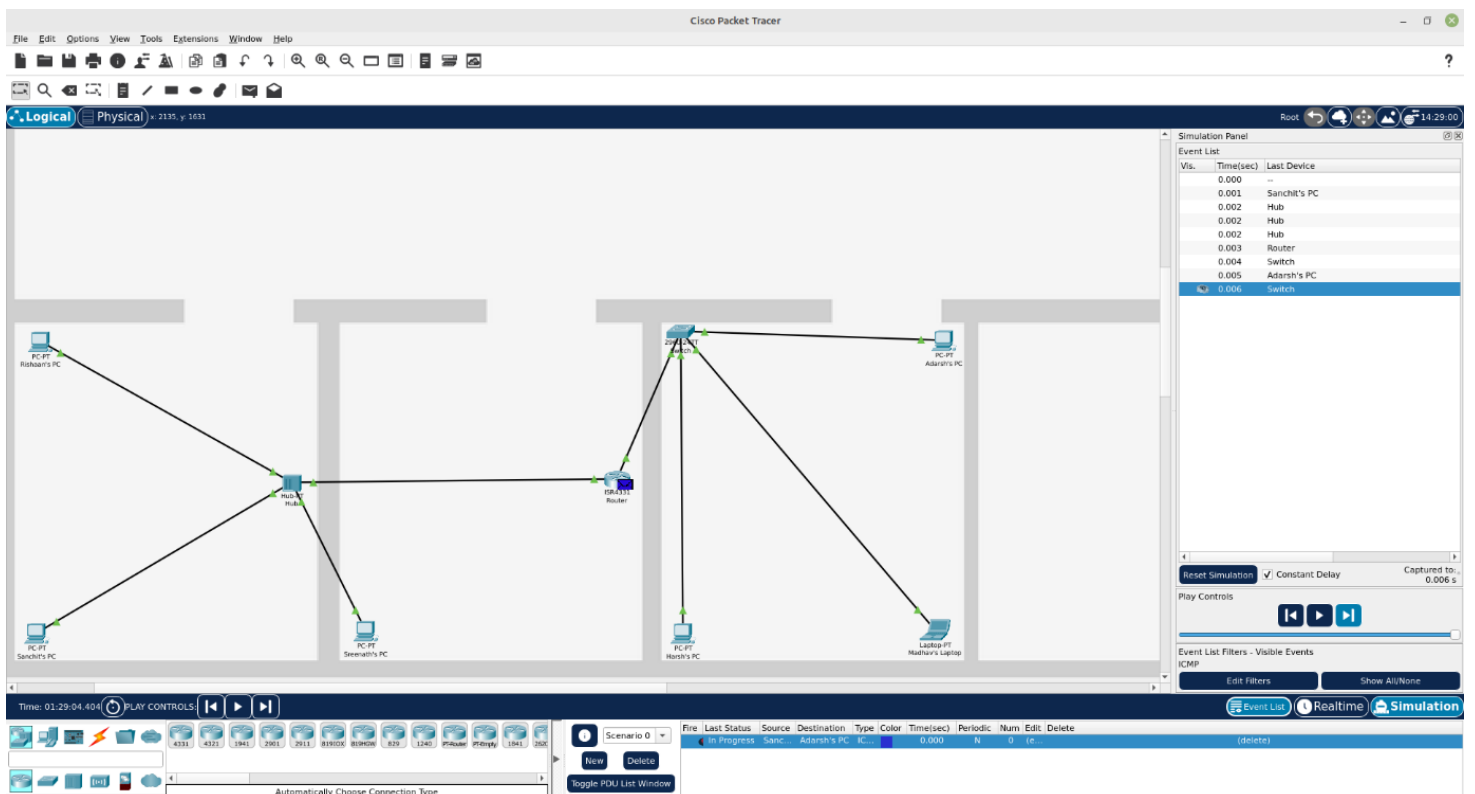 Cisco Packet Tracer
File Edit Options View Tools Extensions Window Help
?
Logical Physical x: 2135, y: 1631
Root 14:29:00
Simulation Panel
Event List
Vis. Time(sec) Last Device
0.000 --
0.001 Sanchit's PC
0.002 Hub
0.002 Hub
0.002 Hub
0.003 Router
0.004 Switch
0.005 Adarsh's PC
0.006 Switch
PC-PT
Rishaan's PC
Switch
PC-PT
Adarsh's PC
Hub-PT
Hub
ISR4331
Router
PC-PT
Sanchit's PC
PC-PT
Sreenath's PC
PC-PT
Harsh's PC
Laptop-PT
Madhav's Laptop
Reset Simulation Constant Delay
Captured to:
0.006 s
Play Controls
Event List Filters - Visible Events
ICMP
Edit Filters Show All/None
Time: 01:29:04.404 PLAY CONTROLS:
Event List Realtime Simulation
4331 4321 1941 2901 2911 819IOX 819HGW 829 1240 PT-Router PT-Empty 1841
Automatically Choose Connection Type
Scenario 0
New Delete
Toggle PDU List Window
Fire Last Status Source Destination Type Color Time(sec) Periodic Num Edit Delete
In Progress Sanc... Adarsh's PC IC... 0.000 N 0 (e... (delete)